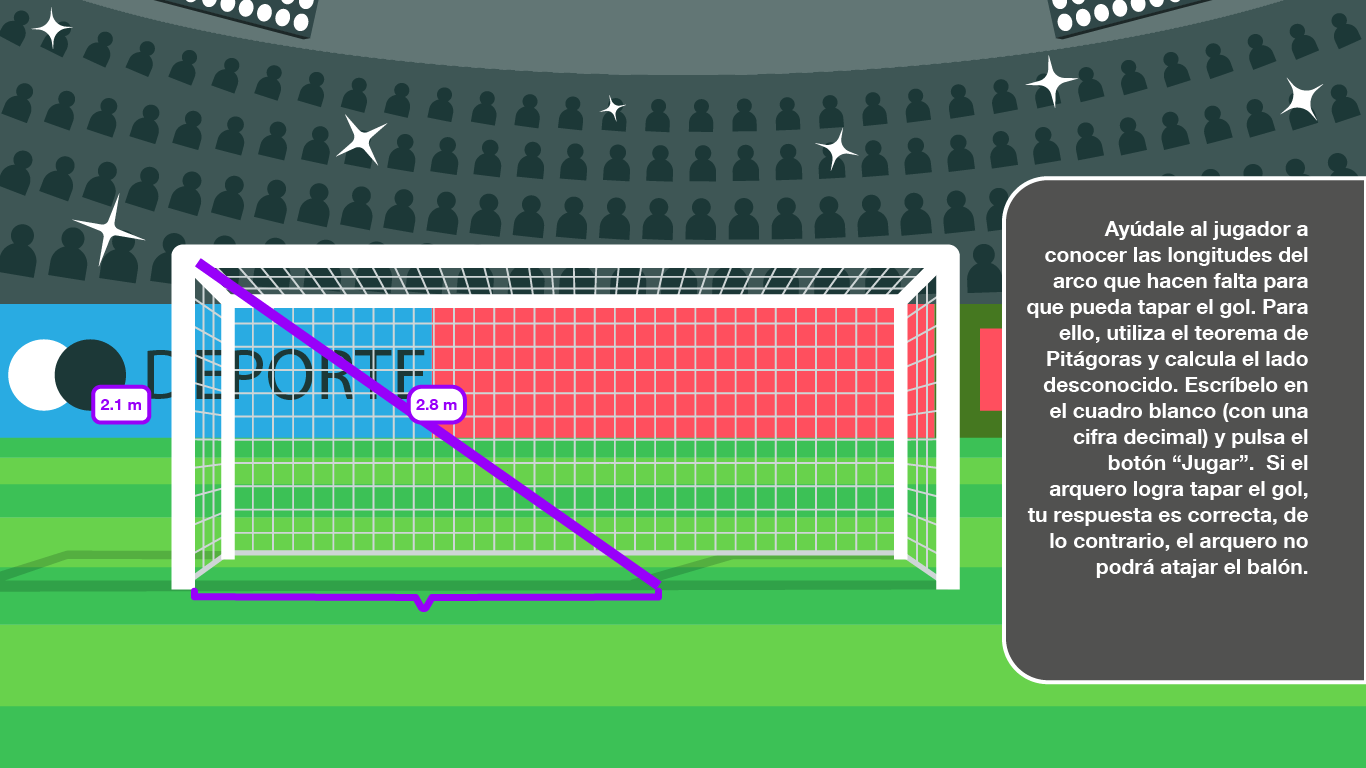 DEPORTE
2.1 m
2.8 m
Ayúdale al jugador a
conocer las longitudes del
arco que hacen falta para
que pueda tapar el gol. Para
ello, utiliza el teorema de
Pitágoras y calcula el lado
desconocido. Escríbelo en
el cuadro blanco (con una
cifra decimal) y pulsa el
botón “Jugar”.  Si el
arquero logra tapar el gol,
tu respuesta es correcta, de
lo contrario, el arquero no
podrá atajar el balón.